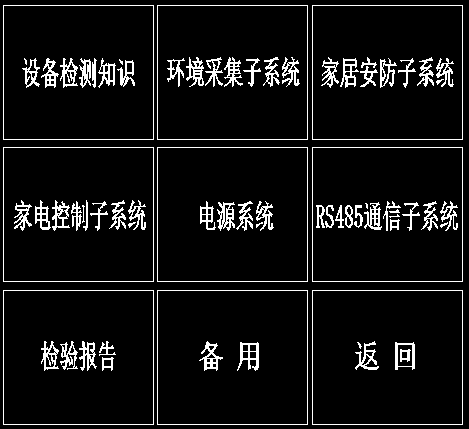 设备检测知识
环境采集子系统
家居安防子系统
家电控制子系统
电源系统
RS485通信子系统
检验报告
备 用
返 回